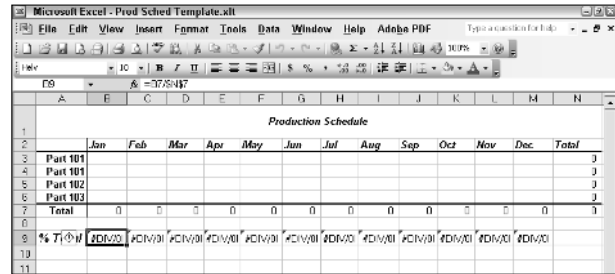 Microsoft Excel - Prod Sched Template.xlt
File Edit View Insert Format Tools Data Window Help Adobe PDF Type a question for help
100%
Helv 10 B I U $ %
B9 fx =B7/$N$7
A B C D E F G H I J K L M N
1 Production Schedule
2 Jan Feb Mar Apr May Jun Jul Aug Sep Oct Nov Dec Total
3 Part 101 0
4 Part 101 0
5 Part 102 0
6 Part 103 0
7 Total 0 0 0 0 0 0 0 0 0 0 0 0 0
8
9 % #DIV/0! #DIV/0! #DIV/0! #DIV/0! #DIV/0! #DIV/0! #DIV/0! #DIV/0! #DIV/0! #DIV/0! #DIV/0! #DIV/0!
10
11